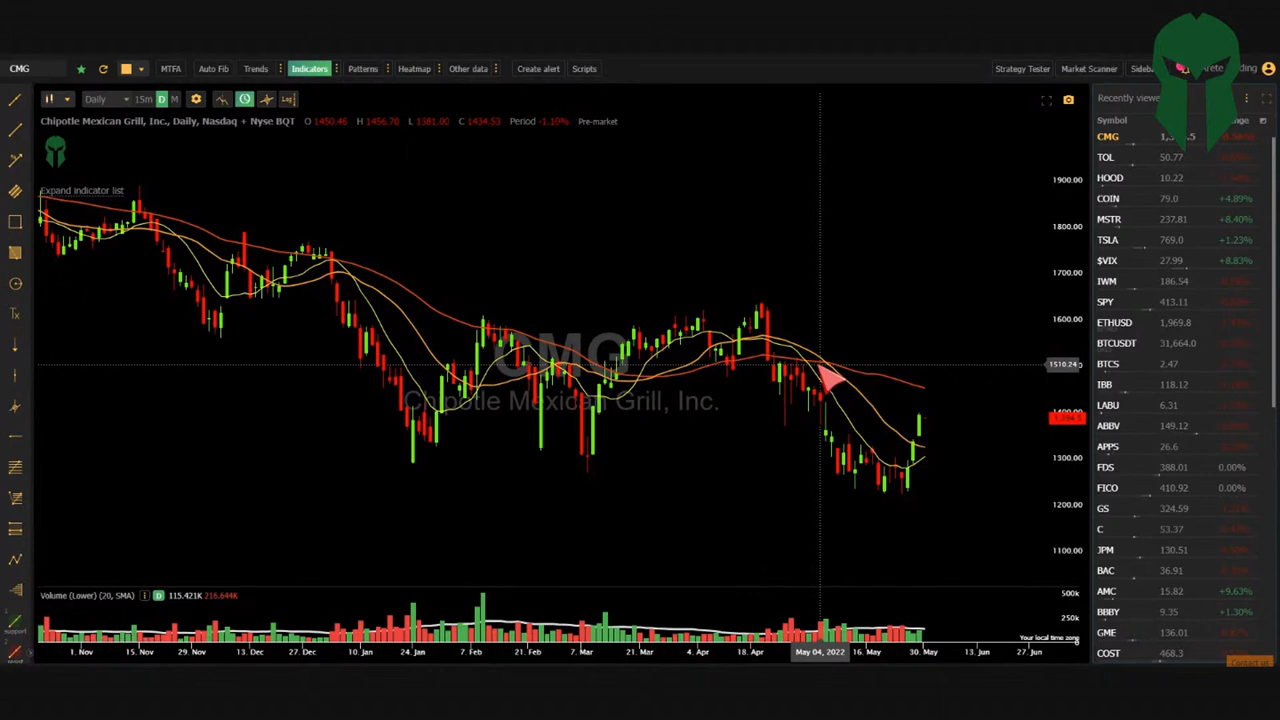 CMG
MTFA Auto Fib Trends Indicators Patterns Heatmap Other data Create alert Scripts Strategy Tester Market Scanner
Daily 15m D M
Chipotle Mexican Grill, Inc., Daily, Nasdaq + Nyse BQT O 1450.46 H 1456.70 L 1381.00 C 1434.53 Period -1.10% Pre-market
Expand indicator list
CMG
Chipotle Mexican Grill, Inc.
1900.00
1800.00
1700.00
1600.00
1510.24
1400.00
1300.00
1200.00
1100.00
Volume (Lower) (20, SMA) D 115.421K 216.644K
500k
250k
Your local time zone
1. Nov 15. Nov 29. Nov 13. Dec 27. Dec 10. Jan 24. Jan 7. Feb 21. Feb 7. Mar 21. Mar 4. Apr 18. Apr May 04, 2022 16. May 30. May 13. Jun 27. Jun
support
Symbol
CMG
TOL 50.77
HOOD 10.22
COIN 79.0 +4.89%
MSTR 237.81 +8.40%
TSLA 769.0 +1.23%
$VIX 27.99 +8.83%
IWM 186.54
SPY 413.11
ETHUSD 1,969.8
BTCUSDT 31,664.0
BTCS 2.47
IBB 118.12
LABU 6.31
ABBV 149.12
APPS 26.6
FDS 388.01 0.00%
FICO 410.92 0.00%
GS 324.59
C 53.37
JPM 130.51
BAC 36.91
AMC 15.82 +9.63%
BBBY 9.35 +1.30%
GME 136.01
COST 468.3
Contact us